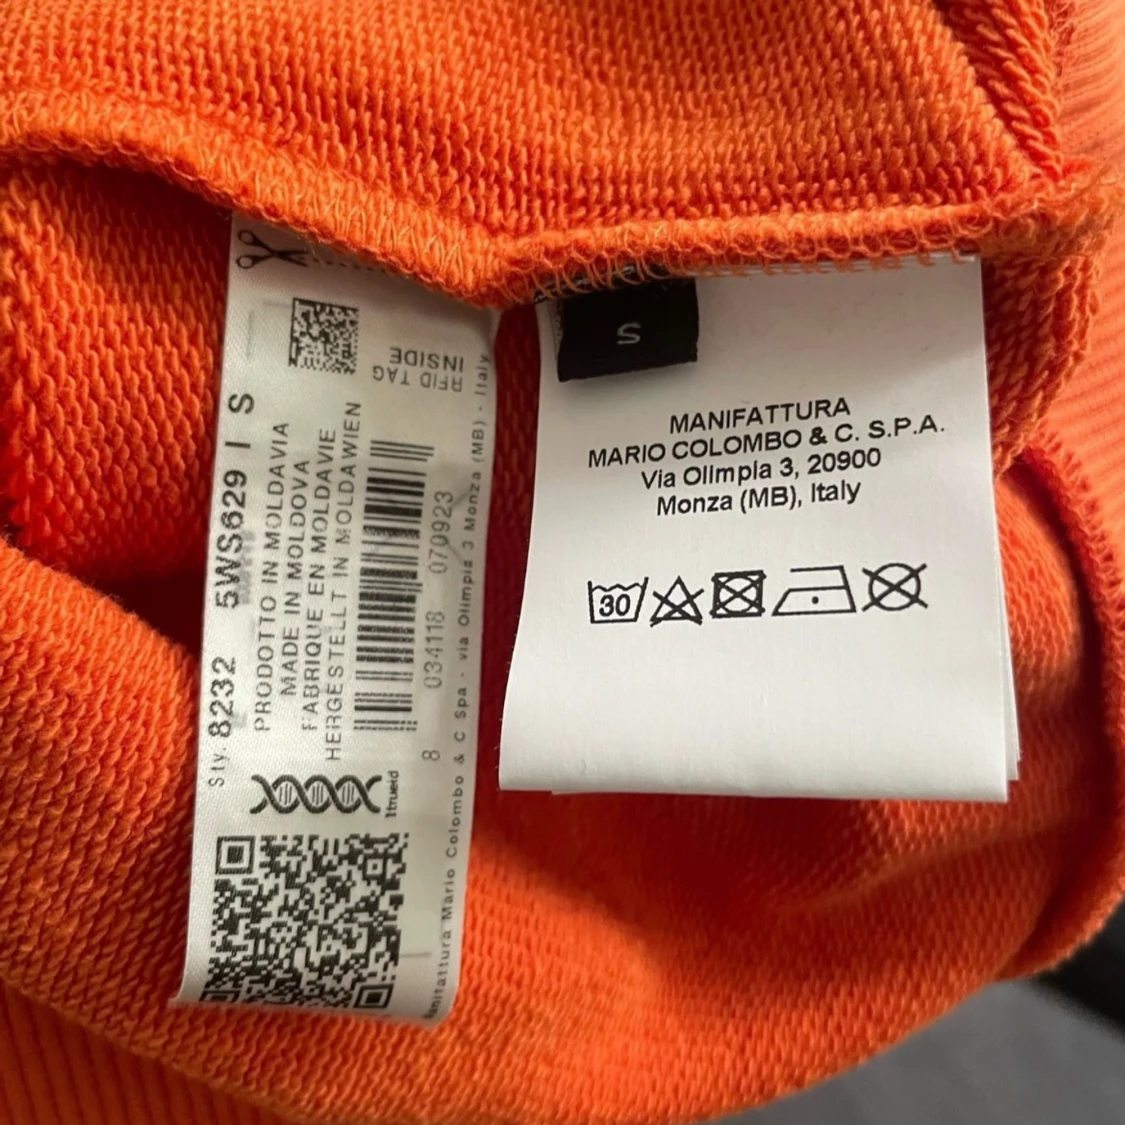 RFID TAG
INSIDE
Sty. 8232 5WS629 I S
PRODOTTO IN MOLDAVIA
MADE IN MOLDOVA
FABRIQUE EN MOLDAVIE
HERGESTELLT IN MOLDAWIEN
8 034118 070923
1trueid
Manifattura Mario Colombo & C Spa - via Olimpia 3 Monza (MB) - Italy
S
MANIFATTURA
MARIO COLOMBO & C. S.P.A.
Via Olimpia 3, 20900
Monza (MB), Italy
30